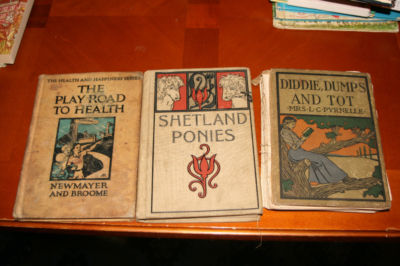 THE HEALTH AND HAPPINESS SERIES
THE
PLAY ROAD
TO HEALTH
NEWMAYER
AND BROOME
SHETLAND
PONIES
DIDDIE, DUMPS
AND TOT
MRS. L. C. PYRNELLE